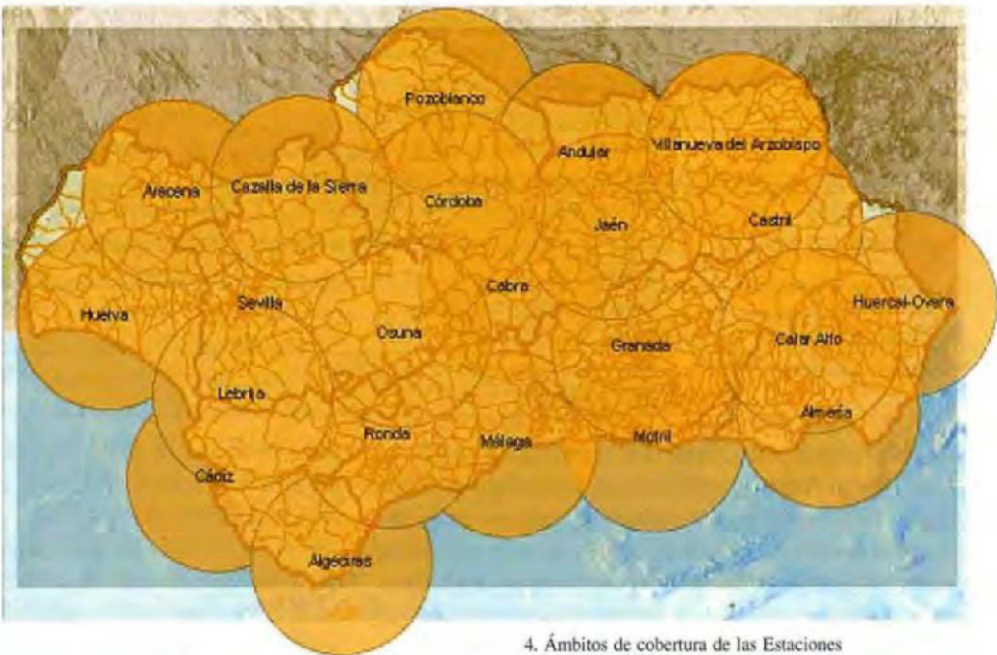 Pozoblanco
Andujar
Villanueva del Arzobispo
Aracena
Cazalla de la Sierra
Córdoba
Jaén
Castril
Cabra
Huelva
Sevilla
Osuna
Huercal-Overa
Granada
Calar Alto
Lebrija
Ronda
Málaga
Motril
Almería
Cádiz
Algeciras
4. Ámbitos de cobertura de las Estaciones